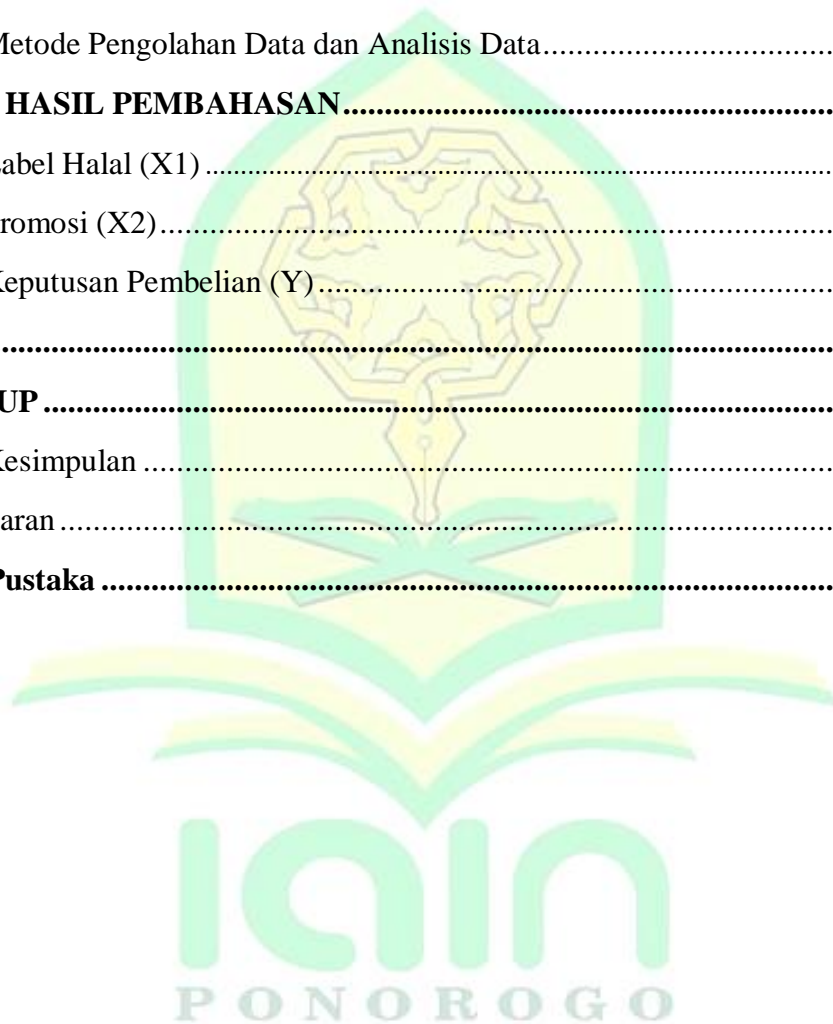 Metode Pengolahan Data dan Analisis Data................................
HASIL PEMBAHASAN................................................................
abel Halal (X1)................................................................................
romosi (X2)................................................................................
Keputusan Pembelian (Y)................................................................
................................................................................................
UP................................................................................................
Kesimpulan................................................................................
aran................................................................................................
Pustaka................................................................................
iain
PONOROGO